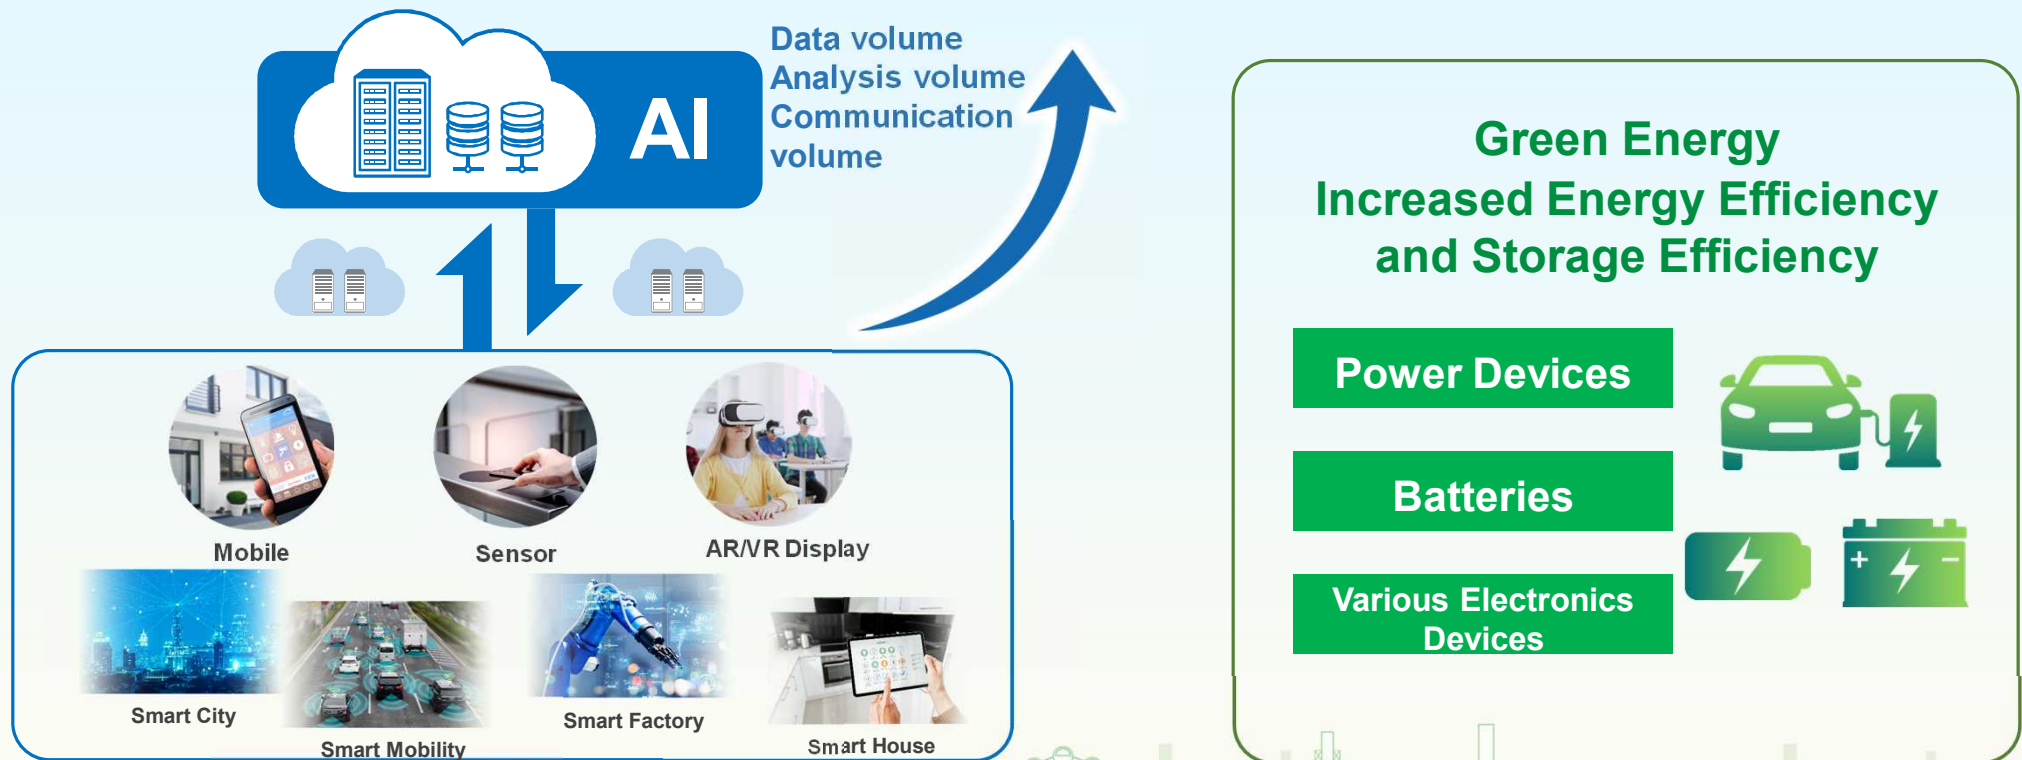 AI
Data volume
Analysis volume
Communication
volume
Mobile
Sensor
AR/VR Display
Smart City
Smart Mobility
Smart Factory
Smart House
Green Energy
Increased Energy Efficiency
and Storage Efficiency
Power Devices
Batteries
Various Electronics
Devices
+ −